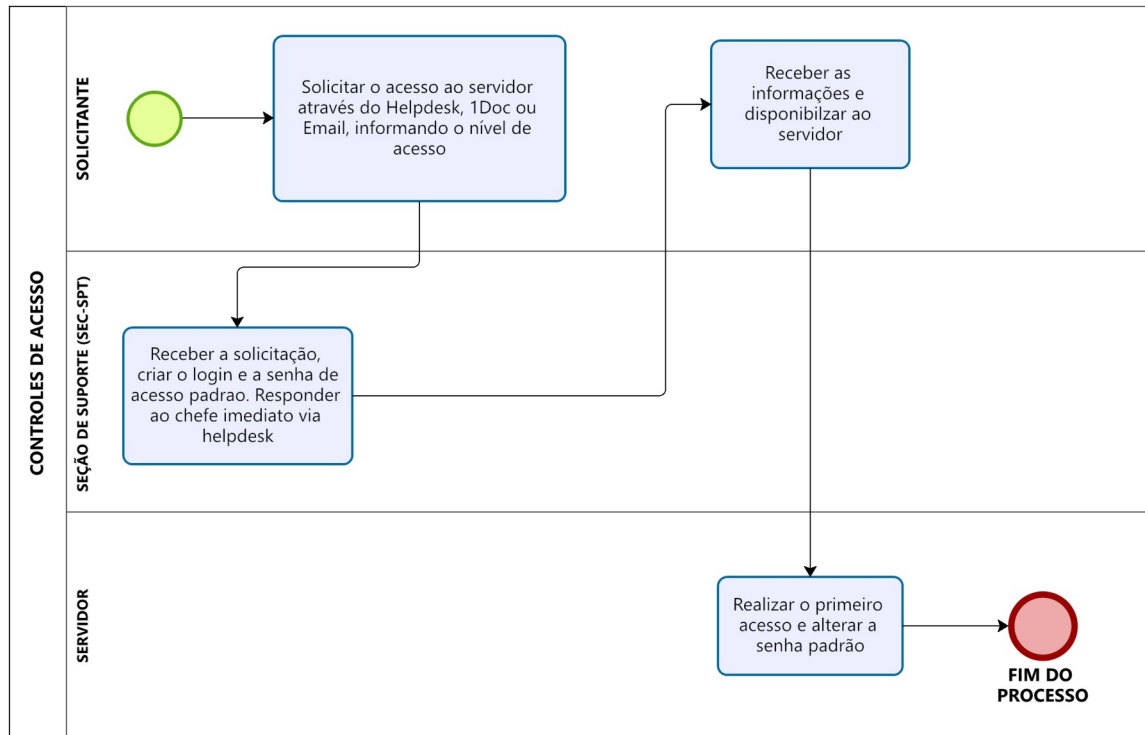 CONTROLES DE ACESSO
SOLICITANTE
Solicitar o acesso ao servidor
através do Helpdesk, 1Doc ou
Email, informando o nível de
acesso
Receber as
informações e
disponibilzar ao
servidor
SEÇÃO DE SUPORTE (SEC-SPT)
Receber a solicitação,
criar o login e a senha de
acesso padrao. Responder
ao chefe imediato via
helpdesk
SERVIDOR
Realizar o primeiro
acesso e alterar a
senha padrão
FIM DO
PROCESSO